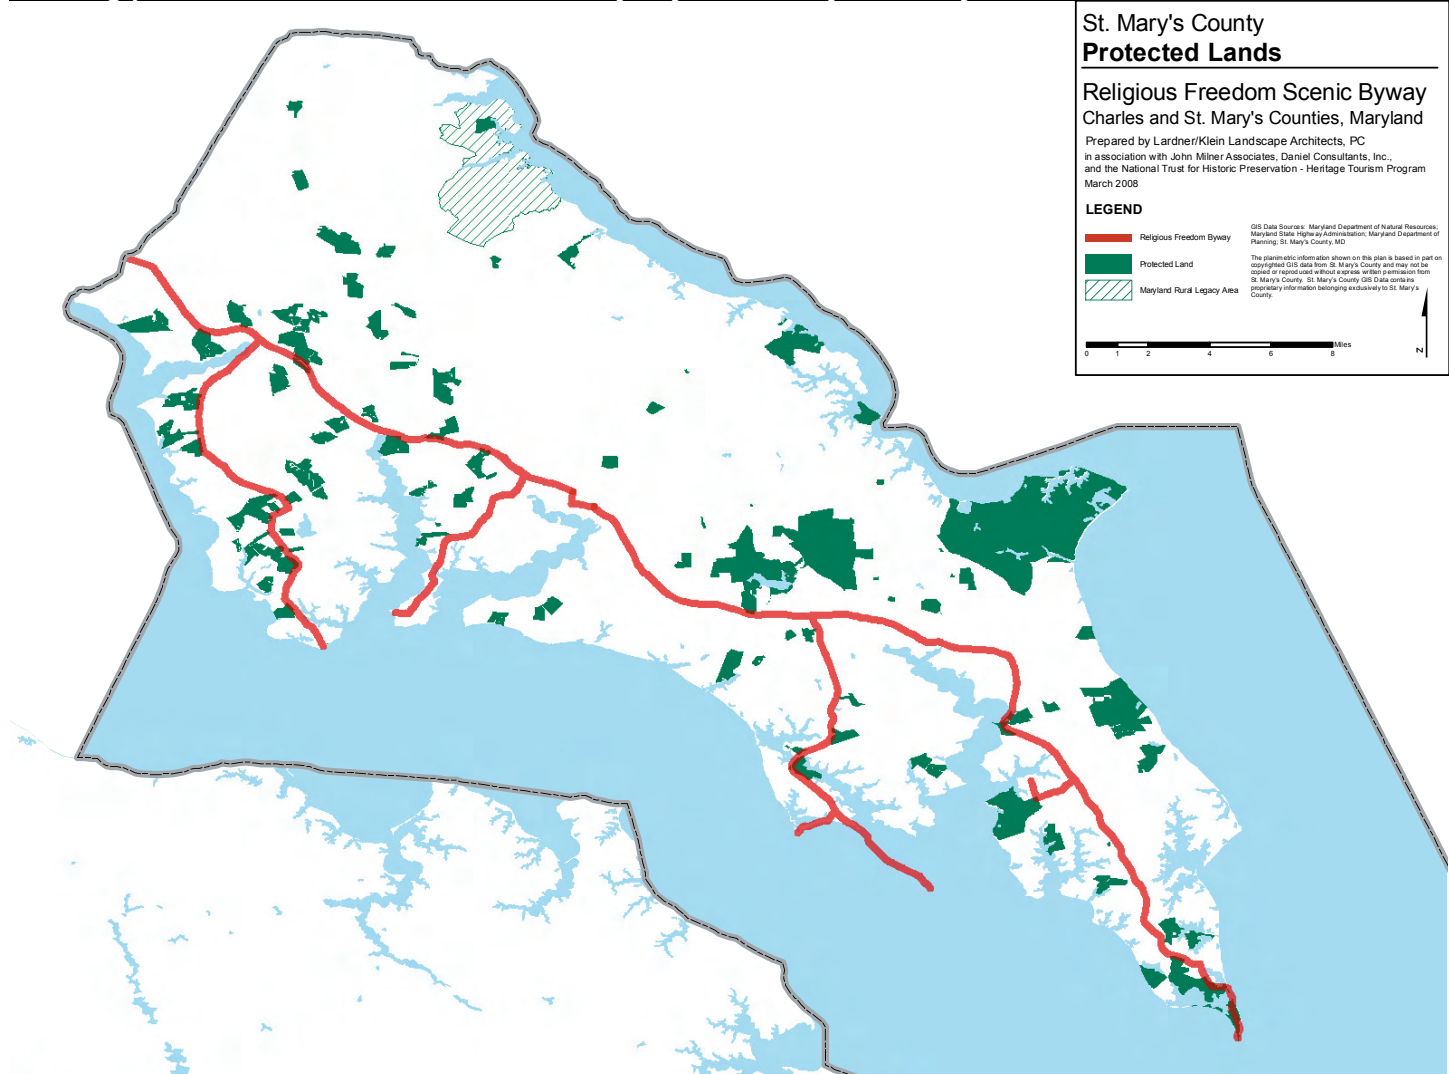 St. Mary's County
Protected Lands
Religious Freedom Scenic Byway
Charles and St. Mary's Counties, Maryland
Prepared by Lardner/Klein Landscape Architects, PC
in association with John Milner Associates, Daniel Consultants, Inc.,
and the National Trust for Historic Preservation - Heritage Tourism Program
March 2008
LEGEND
Religious Freedom Byway
Protected Land
Maryland Rural Legacy Area
GIS Data Sources: Maryland Department of Natural Resources;
Maryland State Highway Administration; Maryland Department of
Planning; St. Mary's County, MD
The planimetric information shown on this plan is based in part on
copyrighted GIS data from St. Mary's County and may not be
copied or reproduced without express written permission from
St. Mary's County. St. Mary's County GIS Data contains
proprietary information belonging exclusively to St. Mary's
County.
Miles
0 1 2 4 6 8
N